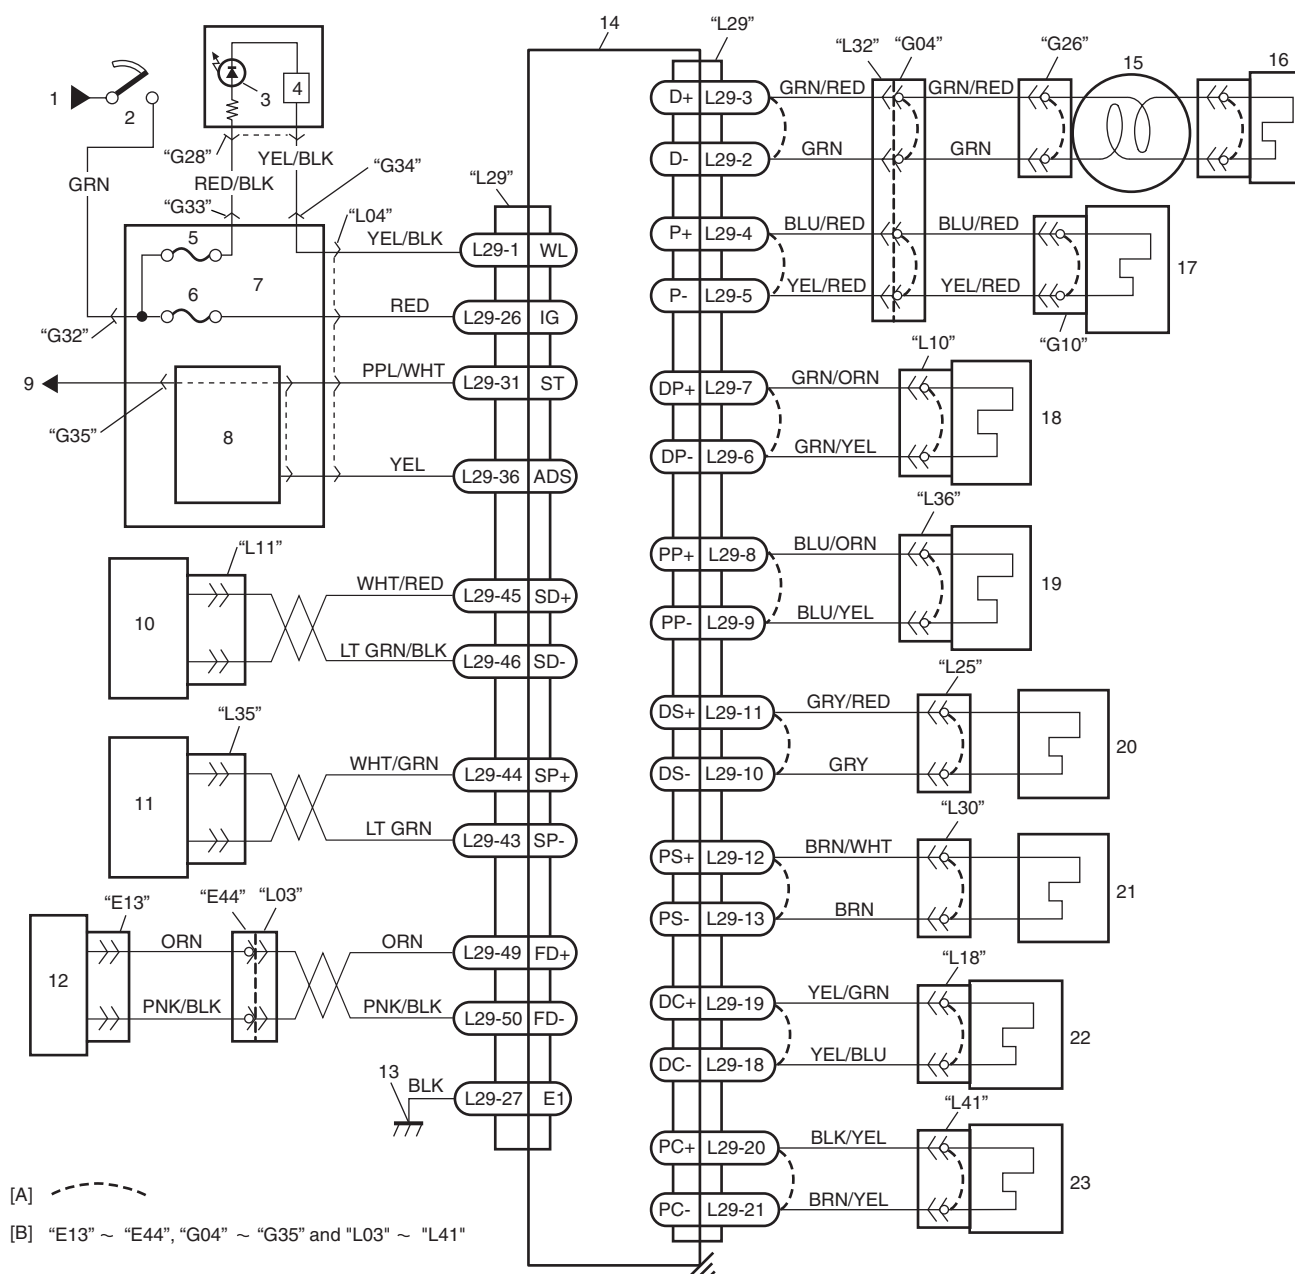 14
“L29”
“L32” “G04”
“G26”
15
16
1
2
3
4
D+ L29-3 GRN/RED GRN/RED
“G28”
YEL/BLK
D- L29-2 GRN GRN
GRN
RED/BLK
“G34”
“L29”
“G33”
“L04”
P+ L29-4 BLU/RED BLU/RED
5
YEL/BLK L29-1 WL
17
6
7
P- L29-5 YEL/RED YEL/RED
RED L29-26 IG
“G32”
“L10” “G10”
9
PPL/WHT L29-31 ST
DP+ L29-7 GRN/ORN
18
“G35”
8
DP- L29-6 GRN/YEL
YEL L29-36 ADS
“L36”
“L11”
PP+ L29-8 BLU/ORN
19
10
WHT/RED L29-45 SD+
PP- L29-9 BLU/YEL
LT GRN/BLK L29-46 SD-
“L25”
“L35”
DS+ L29-11 GRY/RED
20
11
WHT/GRN L29-44 SP+
DS- L29-10 GRY
LT GRN L29-43 SP-
“L30”
PS+ L29-12 BRN/WHT
21
“E13” “E44” “L03”
PS- L29-13 BRN
12
ORN ORN L29-49 FD+
“L18”
PNK/BLK PNK/BLK L29-50 FD-
DC+ L29-19 YEL/GRN
22
DC- L29-18 YEL/BLU
13
BLK L29-27 E1
“L41”
PC+ L29-20 BLK/YEL
23
[A]
PC- L29-21 BRN/YEL
[B] “E13” ~ “E44”, “G04” ~ “G35” and "L03" ~ "L41"